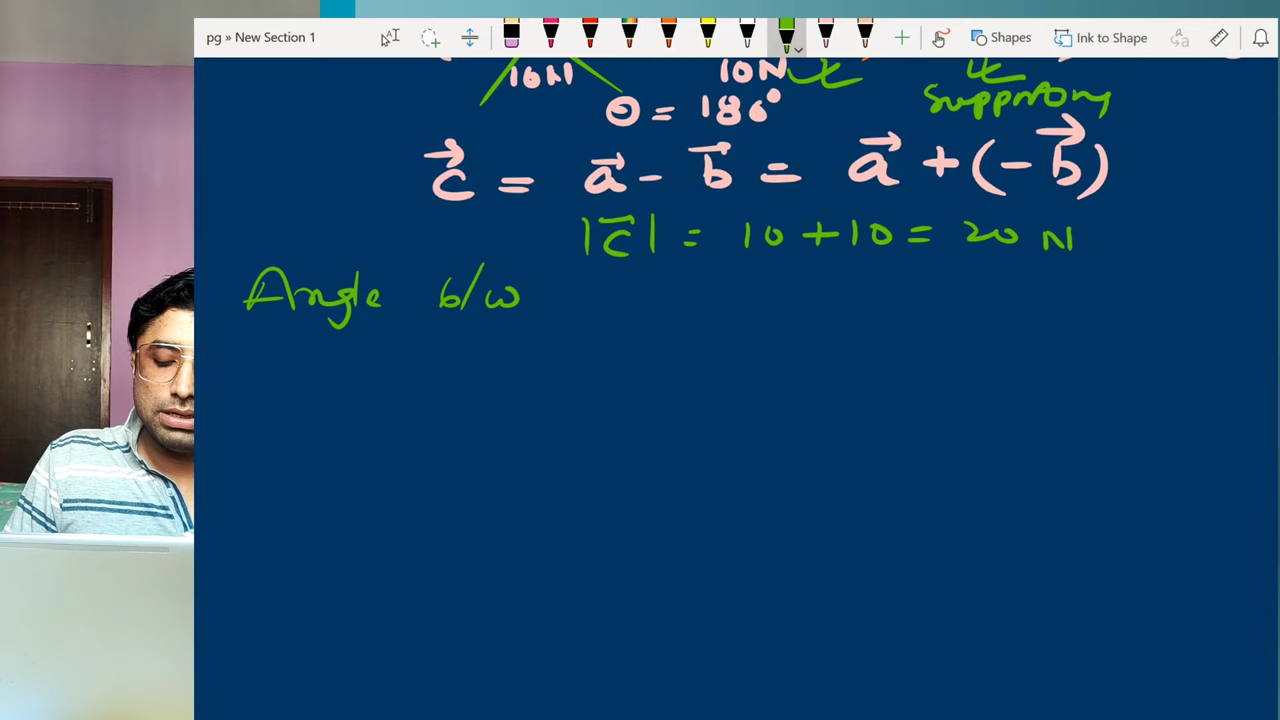 pg » New Section 1
Shapes
Ink to Shape
10N
10N
θ = 180°
Supporting
c⃗ = a⃗ - b⃗ = a⃗ + (-b⃗)
|c⃗| = 10 + 10 = 20 N
Angle b/w